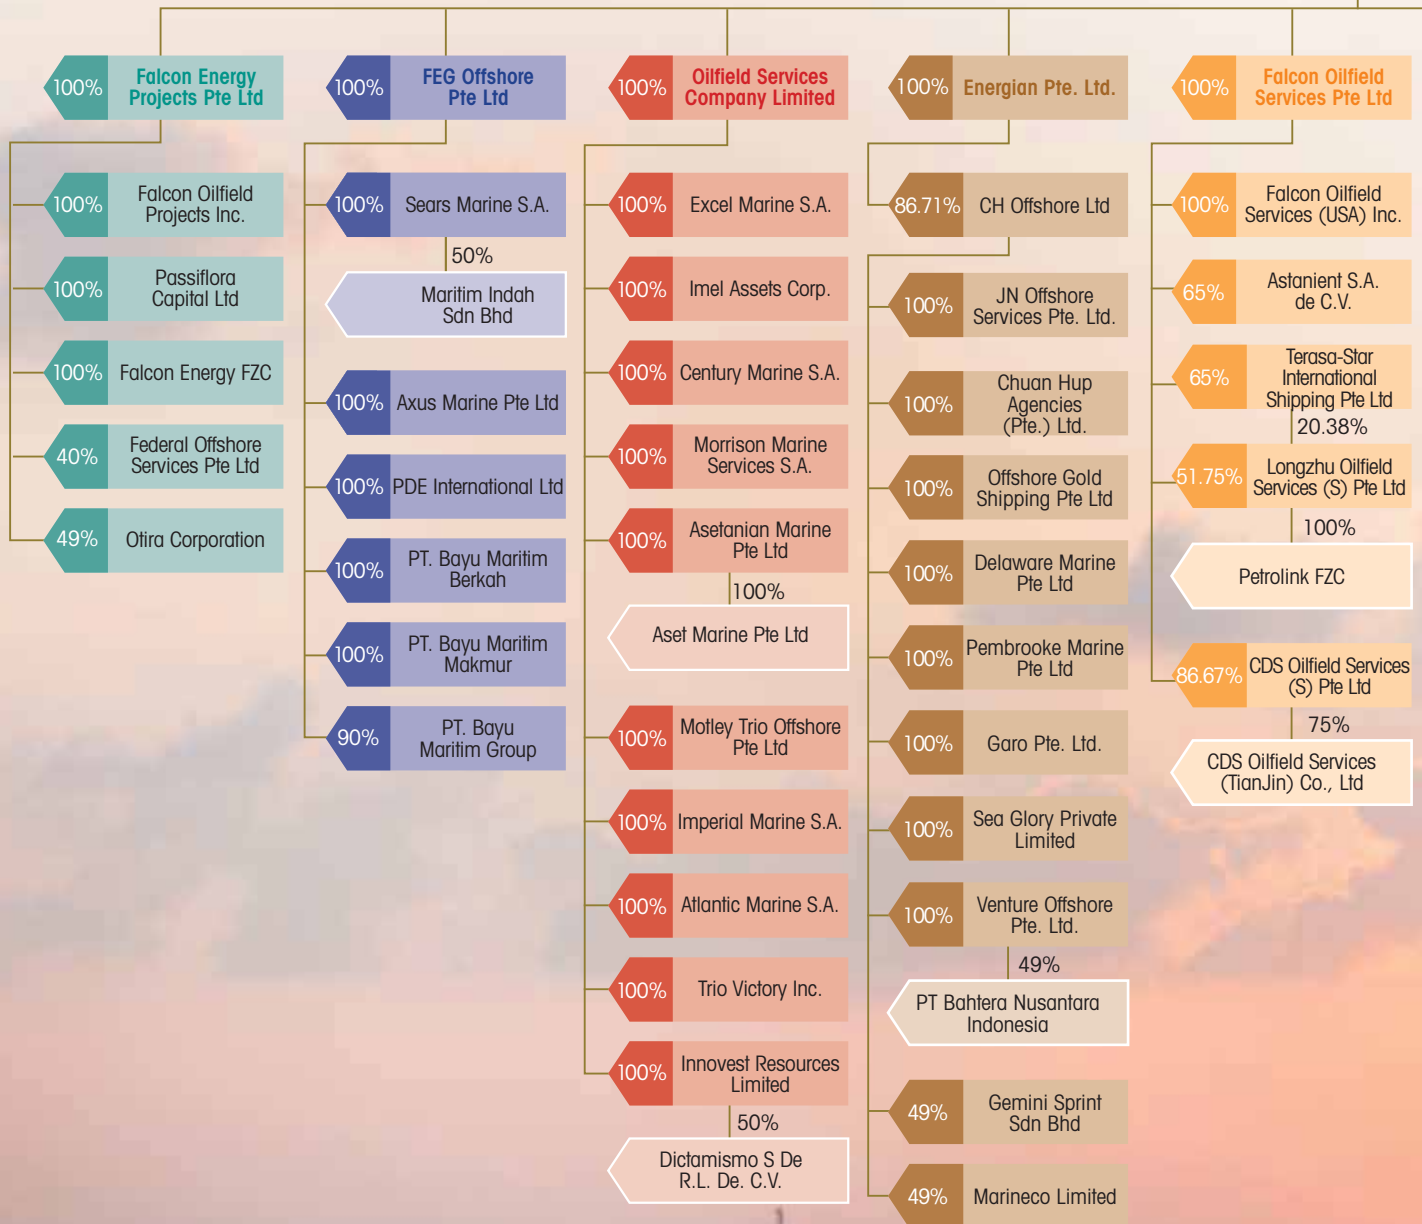 100%
Falcon Energy
Projects Pte Ltd
100%
Falcon Oilfield
Projects Inc.
100%
Passiflora
Capital Ltd
100%
Falcon Energy FZC
40%
Federal Offshore
Services Pte Ltd
49%
Otira Corporation
100%
FEG Offshore
Pte Ltd
100%
Sears Marine S.A.
50%
Maritim Indah
Sdn Bhd
100%
Axus Marine Pte Ltd
100%
PDE International Ltd
100%
PT. Bayu Maritim
Berkah
100%
PT. Bayu Maritim
Makmur
90%
PT. Bayu
Maritim Group
100%
Oilfield Services
Company Limited
100%
Excel Marine S.A.
100%
Imel Assets Corp.
100%
Century Marine S.A.
100%
Morrison Marine
Services S.A.
100%
Asetanian Marine
Pte Ltd
100%
Aset Marine Pte Ltd
100%
Motley Trio Offshore
Pte Ltd
100%
Imperial Marine S.A.
100%
Atlantic Marine S.A.
100%
Trio Victory Inc.
100%
Innovest Resources
Limited
50%
Dictamismo S De
R.L. De. C.V.
100%
Energian Pte. Ltd.
86.71%
CH Offshore Ltd
100%
JN Offshore
Services Pte. Ltd.
100%
Chuan Hup
Agencies
(Pte.) Ltd.
100%
Offshore Gold
Shipping Pte Ltd
100%
Delaware Marine
Pte Ltd
100%
Pembrooke Marine
Pte Ltd
100%
Garo Pte. Ltd.
100%
Sea Glory Private
Limited
100%
Venture Offshore
Pte. Ltd.
49%
PT Bahtera Nusantara
Indonesia
49%
Gemini Sprint
Sdn Bhd
49%
Marineco Limited
100%
Falcon Oilfield
Services Pte Ltd
100%
Falcon Oilfield
Services (USA) Inc.
65%
Astanient S.A.
de C.V.
65%
Terasa-Star
International
Shipping Pte Ltd
20.38%
51.75%
Longzhu Oilfield
Services (S) Pte Ltd
100%
Petrolink FZC
86.67%
CDS Oilfield Services
(S) Pte Ltd
75%
CDS Oilfield Services
(TianJin) Co., Ltd